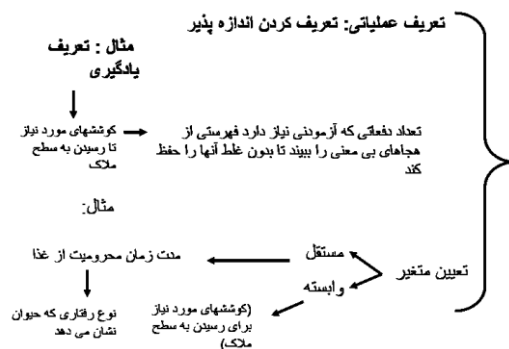 تعریف عملیاتی: تعریف کردن اندازه پذیر
مثال : تعریف
یادگیری
کوششهای مورد نیاز
تا رسیدن به سطح
ملاک
تعداد دفعاتی که آزمودنی نیاز دارد فهرستی از
هجاهای بی معنی را ببیند تا بدون غلط آنها را حفظ
کند
مثال:
تعیین متغیر
مستقل
وابسته
مدت زمان محرومیت از غذا
(کوششهای مورد نیاز
برای رسیدن به سطح
ملاک)
نوع رفتاری که حیوان
نشان می دهد